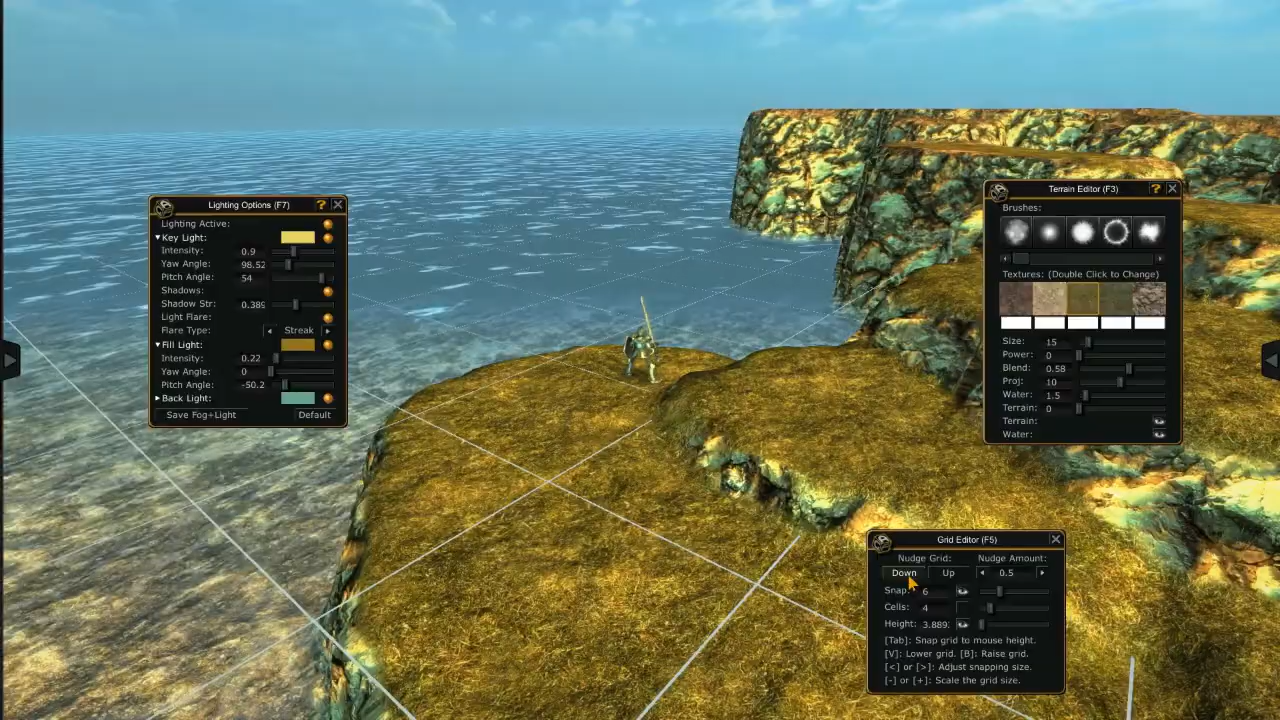 Lighting Options (F7)
?
Lighting Active:
Key Light:
Intensity: 0.9
Yaw Angle: 98.52
Pitch Angle: 54
Shadows:
Shadow Str: 0.389
Light Flare:
Flare Type: Streak
Fill Light:
Intensity: 0.22
Yaw Angle: 0
Pitch Angle: -50.2
Back Light:
Save Fog+Light Default
Terrain Editor (F3)
?
Brushes:
Textures: (Double Click to Change)
Size: 15
Power: 0
Blend: 0.58
Proj: 10
Water: 1.5
Terrain: 0
Terrain:
Water:
Grid Editor (F5)
Nudge Grid: Nudge Amount:
Down Up 0.5
Snap: 6
Cells: 4
Height: 3.889
[Tab]: Snap grid to mouse height.
[V]: Lower grid. [B]: Raise grid.
[<] or [>]: Adjust snapping size.
[-] or [+]: Scale the grid size.